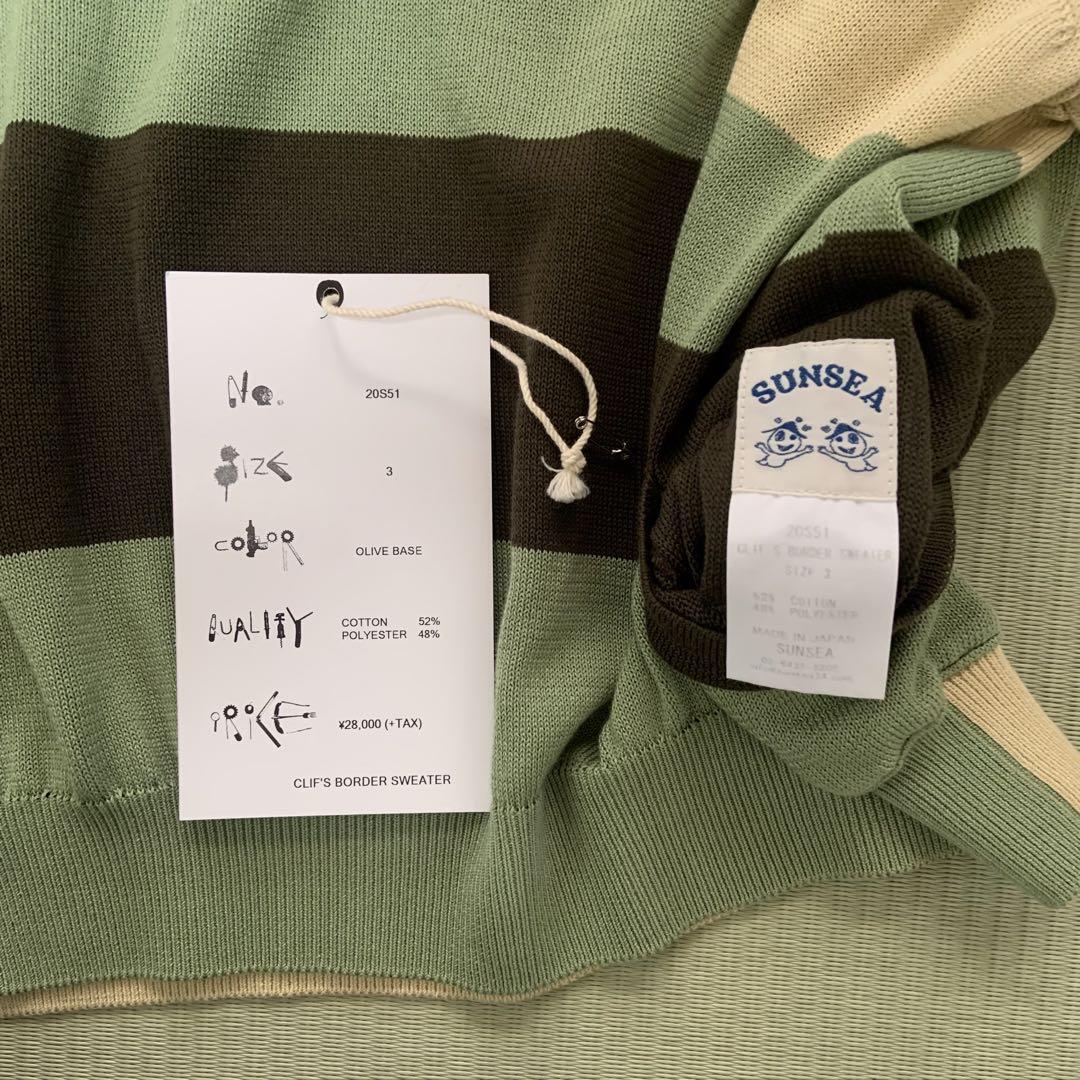 No. 20S51
SIZE 3
COLOR OLIVE BASE
QUALITY COTTON 52%
POLYESTER 48%
PRICE ¥28,000 (+TAX)
CLIF'S BORDER SWEATER
SUNSEA
20S51
CLIF'S BORDER SWEATER
SIZE 3
52% COTTON
48% POLYESTER
MADE IN JAPAN
SUNSEA